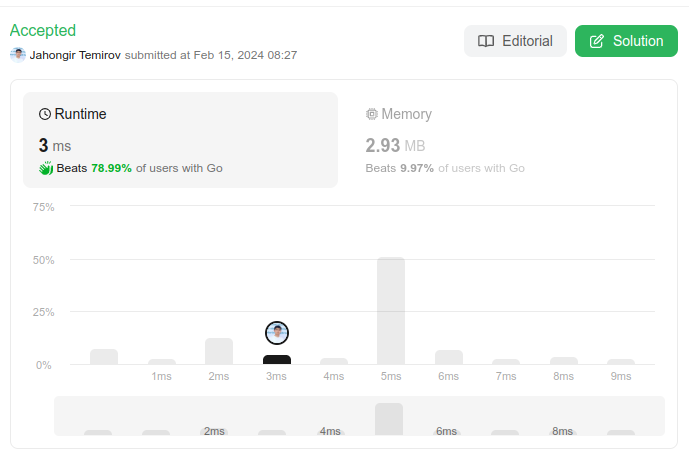 Accepted
Editorial
Solution
Jahongir Temirov submitted at Feb 15, 2024 08:27
Runtime
Memory
3 ms
2.93 MB
Beats 78.99% of users with Go
Beats 9.97% of users with Go
75%
50%
25%
0%
1ms 2ms 3ms 4ms 5ms 6ms 7ms 8ms 9ms
2ms 4ms 6ms 8ms